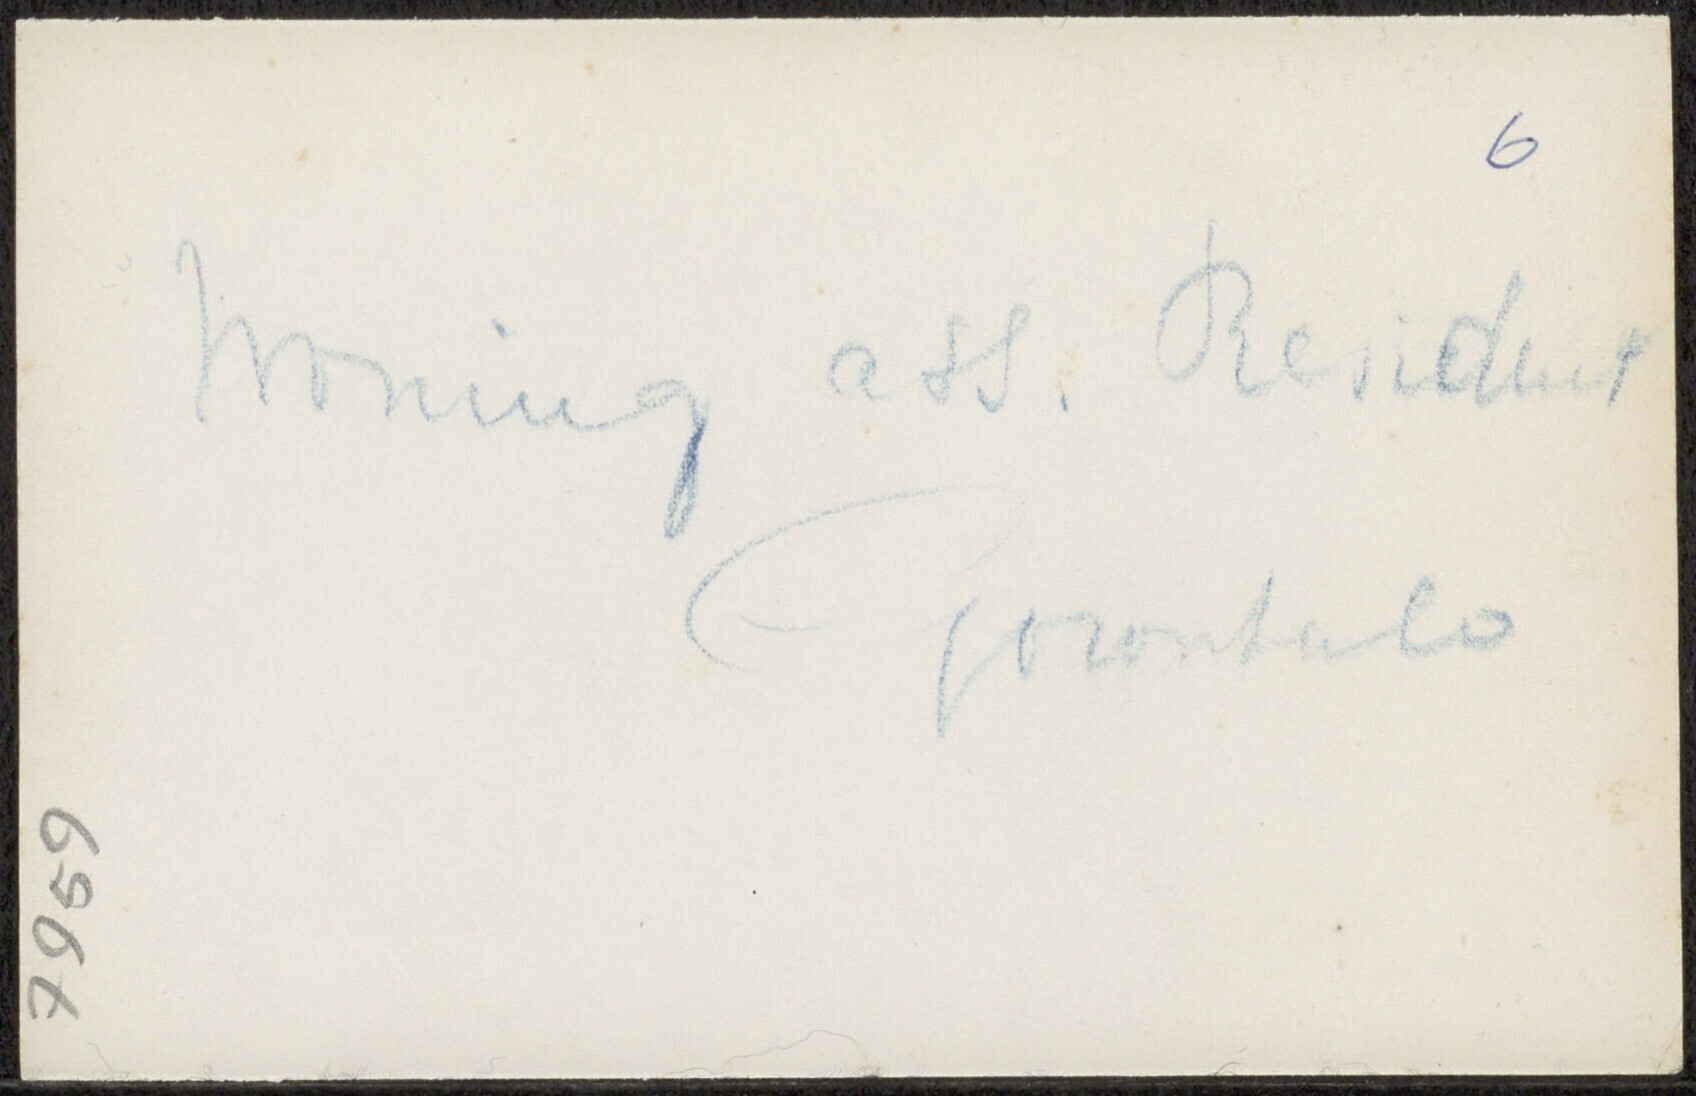 6
Woning ass. Resident
Gorontalo
7959